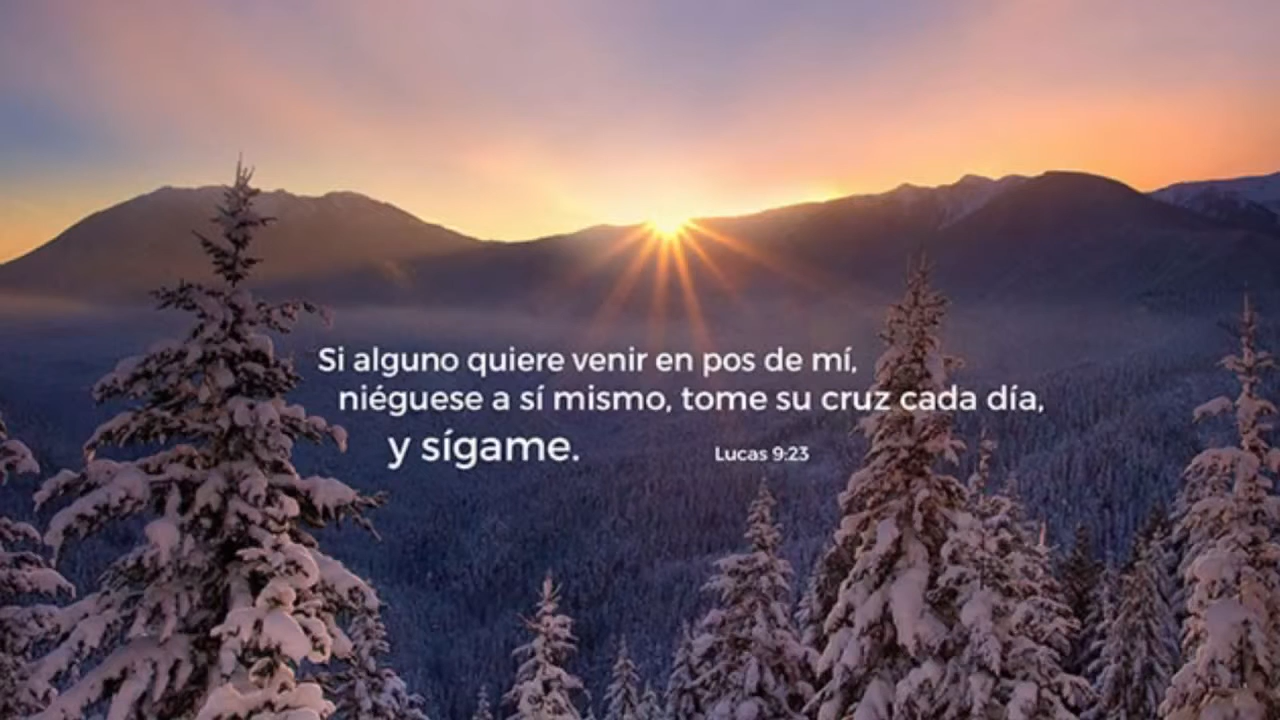 Si alguno quiere venir en pos de mí,
niéguese a sí mismo, tome su cruz cada día,
y sígame.
Lucas 9:23